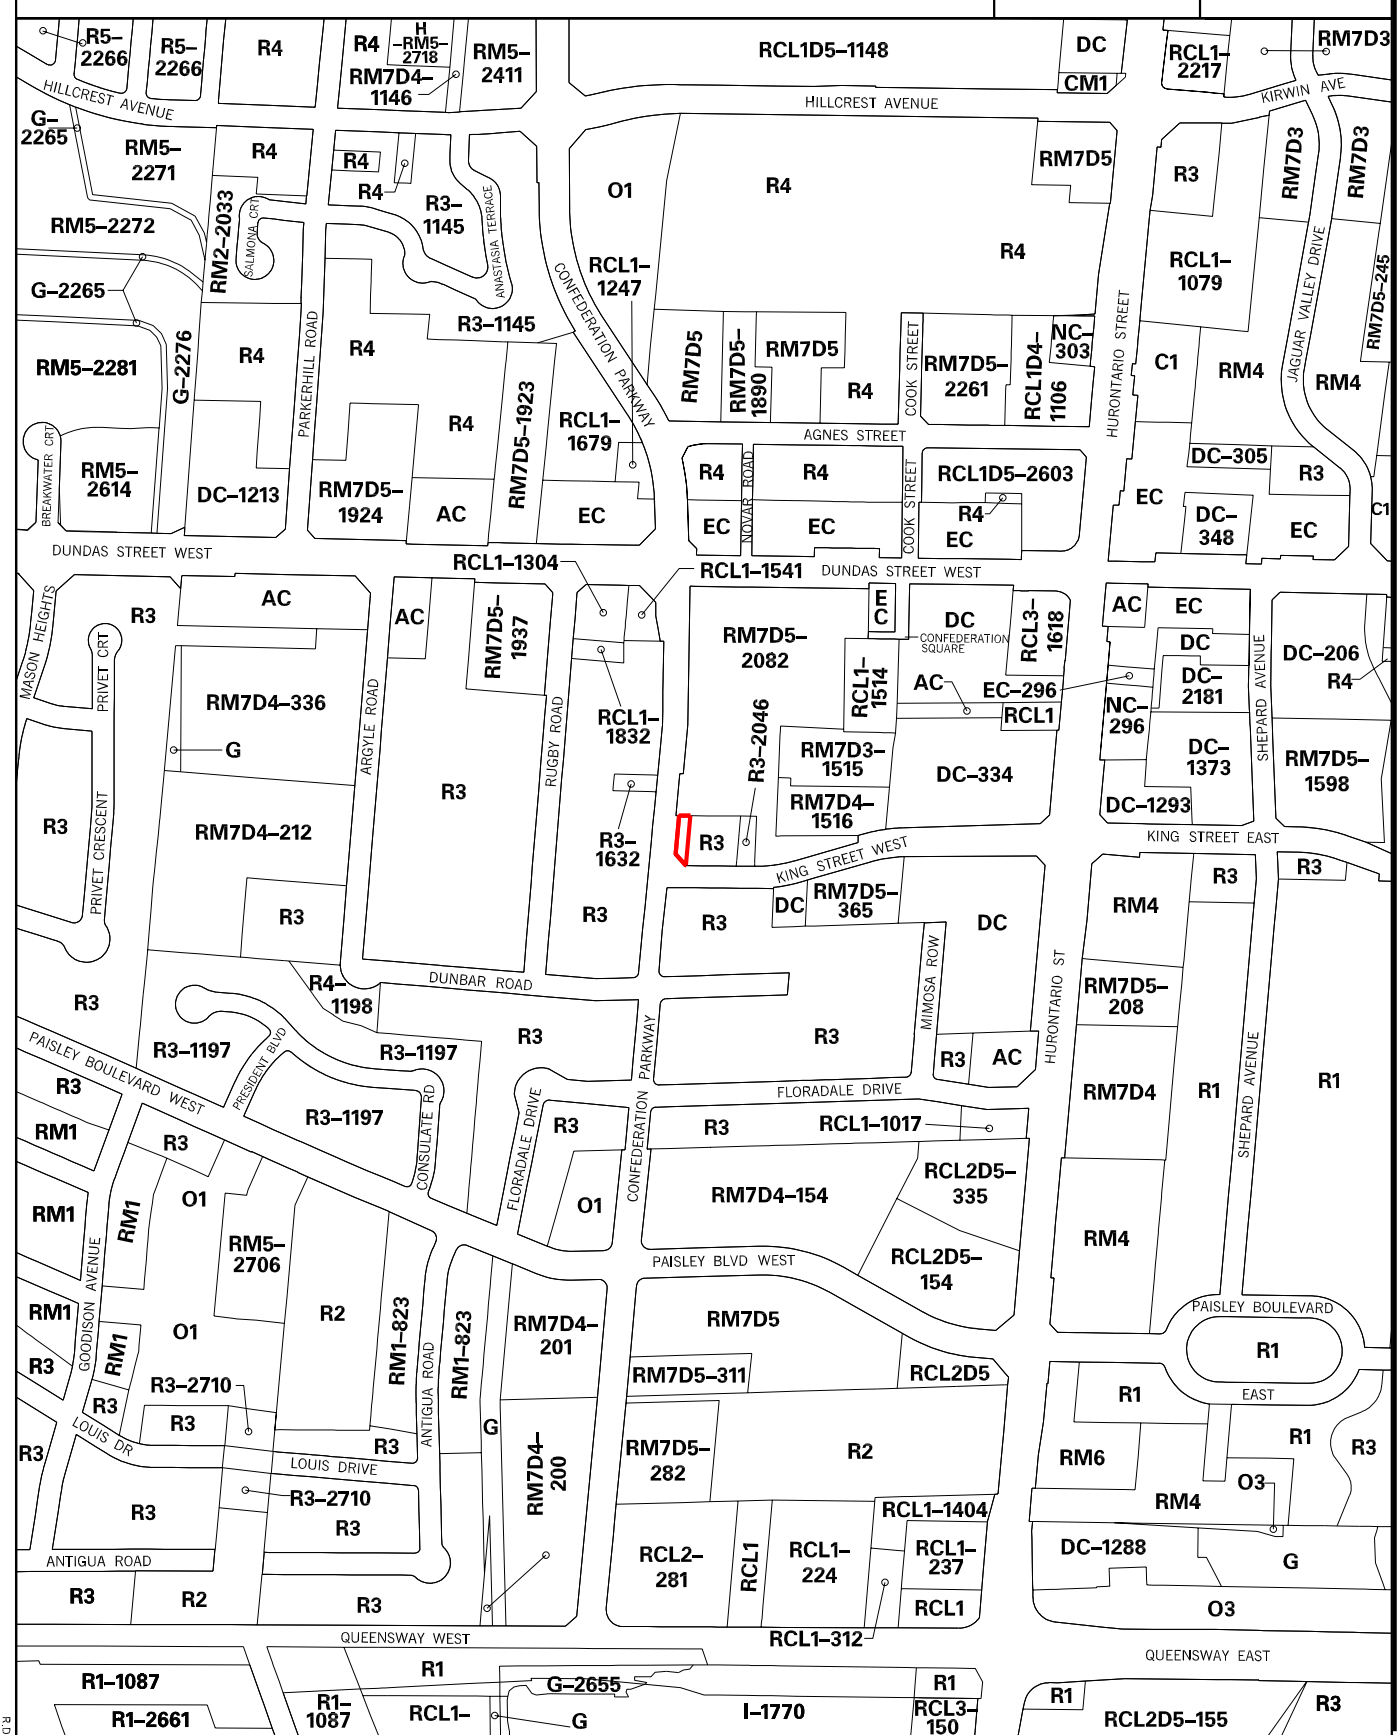 R5–
2266
R5–
2266
R4
R4
H
–RM5–
2718
RM7D4–
1146
RM5–
2411
RCL1D5–1148
DC
CM1
RCL1–
2217
RM7D3
HILLCREST AVENUE
HILLCREST AVENUE
KIRWIN AVE
G–
2265
RM5–
2271
R4
R4
R4
R3–
1145
O1
R4
RM7D5
R3
RM7D3
RM7D3
RM5–2272
RM2–2033
SALMONA CRT
ANASTASIA TERRACE
R4
RCL1–
1079
JAGUAR VALLEY DRIVE
RM7D5–245
G–2265
RCL1–
1247
CONFEDERATION PARKWAY
R3–1145
RM5–2281
G–2276
R4
PARKERHILL ROAD
R4
RM7D5
RM7D5–
1890
RM7D5
R4
COOK STREET
RM7D5–
2261
RCL1D4–
1106
NC–
303
HURONTARIO STREET
C1
RM4
RM4
R4
RM7D5–1923
RCL1–
1679
AGNES STREET
BREAKWATER CRT
RM5–
2614
DC–1213
RM7D5–
1924
AC
EC
R4
NOVAR ROAD
R4
COOK STREET
RCL1D5–2603
R4
EC
EC
EC
DC–305
R3
EC
DC–
348
EC
C1
DUNDAS STREET WEST
RCL1–1304
RCL1–1541
DUNDAS STREET WEST
MASON HEIGHTS
R3
AC
AC
RM7D5–
1937
E
C
DC
CONFEDERATION
SQUARE
RCL3–
1618
AC
EC
DC
DC–
2181
SHEPARD AVENUE
DC–206
R4
PRIVET CRT
RM7D4–336
G
ARGYLE ROAD
RUGBY ROAD
RCL1–
1832
RM7D5–
2082
RCL1–
1514
AC
EC–296
RCL1
NC–
296
R3–2046
RM7D3–
1515
DC–334
DC–
1373
RM7D5–
1598
R3
R3
PRIVET CRESCENT
RM7D4–212
R3–
1632
R3
RM7D4–
1516
DC–1293
KING STREET WEST
KING STREET EAST
R3
R3
R3
DC
RM7D5–
365
DC
RM4
R3
R3
R3
R4–
1198
DUNBAR ROAD
MIMOSA ROW
HURONTARIO ST
RM7D5–
208
R3
R3–1197
PRESIDENT BLVD
R3–1197
R3
CONFEDERATION PARKWAY
R3
R3
AC
PAISLEY BOULEVARD WEST
R3
RM1
R3
R3–1197
CONSULATE RD
FLORADALE DRIVE
R3
FLORADALE DRIVE
R3
RCL1–1017
RM7D4
R1
SHEPARD AVENUE
R1
RM1
RM1
O1
O1
CONFEDERATION PARKWAY
RM7D4–154
RCL2D5–
335
RM4
GOODISON AVENUE
RM5–
2706
PAISLEY BLVD WEST
RCL2D5–
154
RM1
RM1
O1
R2
RM1–823
ANTIGUA ROAD
RM1–823
RM7D4–
201
RM7D5
PAISLEY BOULEVARD
R1
EAST
R3
R3–2710
R3
R3
RM7D5–311
RCL2D5
R1
R3
LOUIS DR
R3
LOUIS DRIVE
G
RM7D4–
200
RM7D5–
282
R2
RM6
R1
R3
R3–2710
R3
R3
RCL1–1404
RM4
O3
ANTIGUA ROAD
RCL2–
281
RCL1
RCL1–
224
RCL1–
237
DC–1288
G
R3
R2
R3
RCL1
O3
QUEENSWAY WEST
RCL1–312
QUEENSWAY EAST
R1–1087
R1
G–2655
R1
R1–2661
R1–
1087
RCL1–
G
I–1770
RCL3–
150
R1
RCL2D5–155
R3
R.D